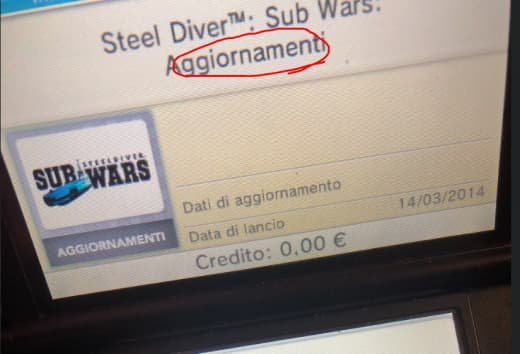 Steel Diver™: Sub Wars:
Aggiornamenti
STEELDIVER
SUB WARS
Dati di aggiornamento
AGGIORNAMENTI
Data di lancio 14/03/2014
Credito: 0,00 €